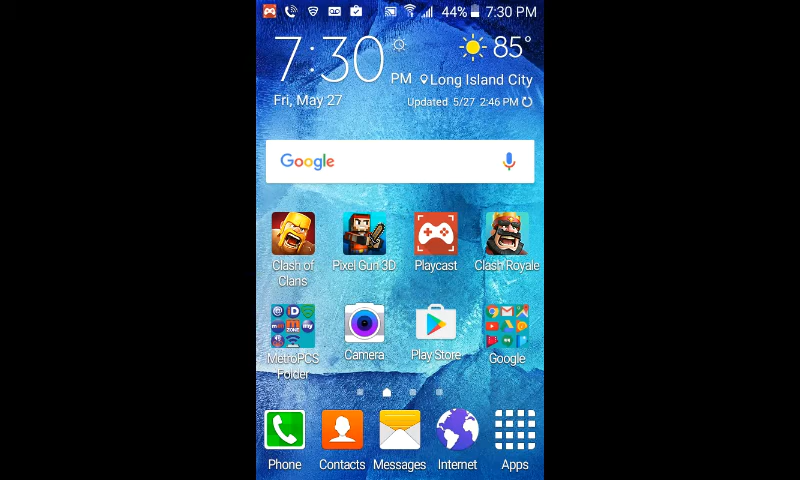 44% 7:30 PM
7:30 PM
85°
Long Island City
Fri, May 27
Updated 5/27 2:46 PM
Google
Clash of Clans
Pixel Gun 3D
Playcast
Clash Royale
MetroPCS Folder
Camera
Play Store
Google
Phone
Contacts
Messages
Internet
Apps